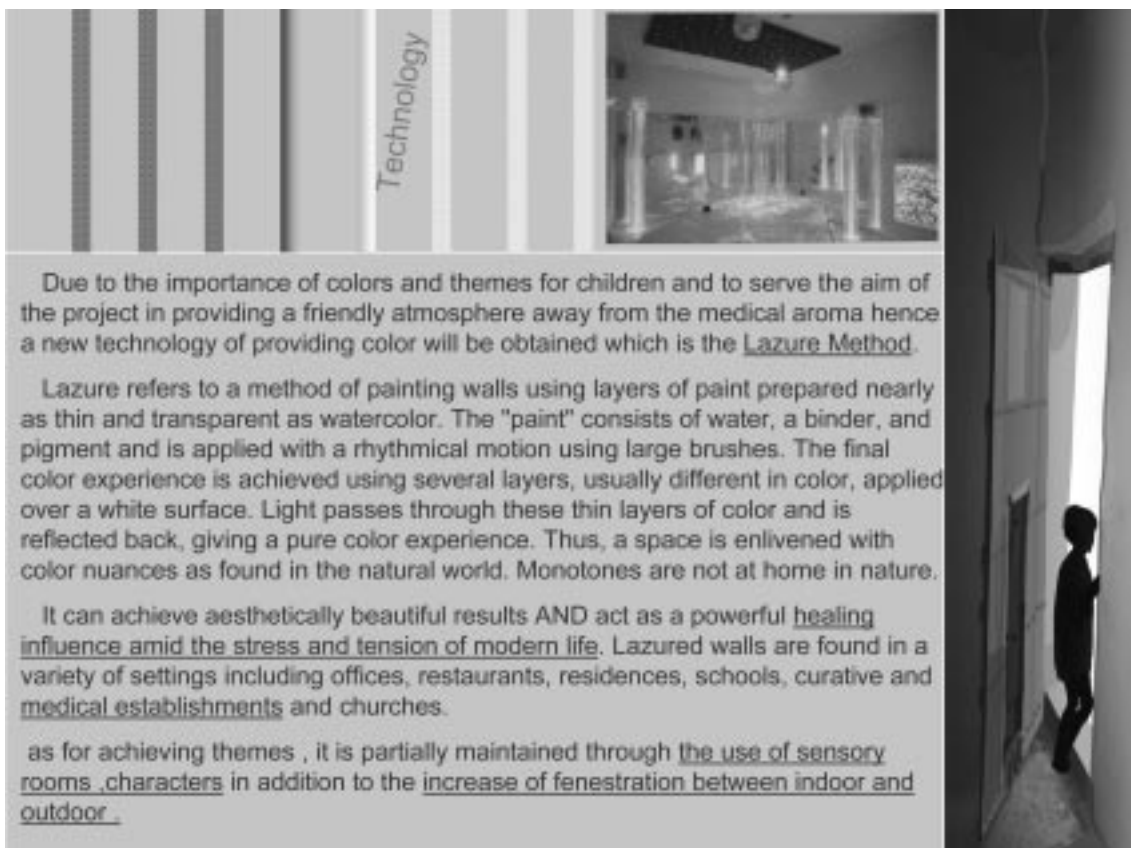 Technology
Due to the importance of colors and themes for children and to serve the aim of
the project in providing a friendly atmosphere away from the medical aroma hence
a new technology of providing color will be obtained which is the Lazure Method.
Lazure refers to a method of painting walls using layers of paint prepared nearly
as thin and transparent as watercolor. The "paint" consists of water, a binder, and
pigment and is applied with a rhythmical motion using large brushes. The final
color experience is achieved using several layers, usually different in color, applied
over a white surface. Light passes through these thin layers of color and is
reflected back, giving a pure color experience. Thus, a space is enlivened with
color nuances as found in the natural world. Monotones are not at home in nature.
It can achieve aesthetically beautiful results AND act as a powerful healing
influence amid the stress and tension of modern life. Lazured walls are found in a
variety of settings including offices, restaurants, residences, schools, curative and
medical establishments and churches.
as for achieving themes , it is partially maintained through the use of sensory
rooms ,characters in addition to the increase of fenestration between indoor and
outdoor .